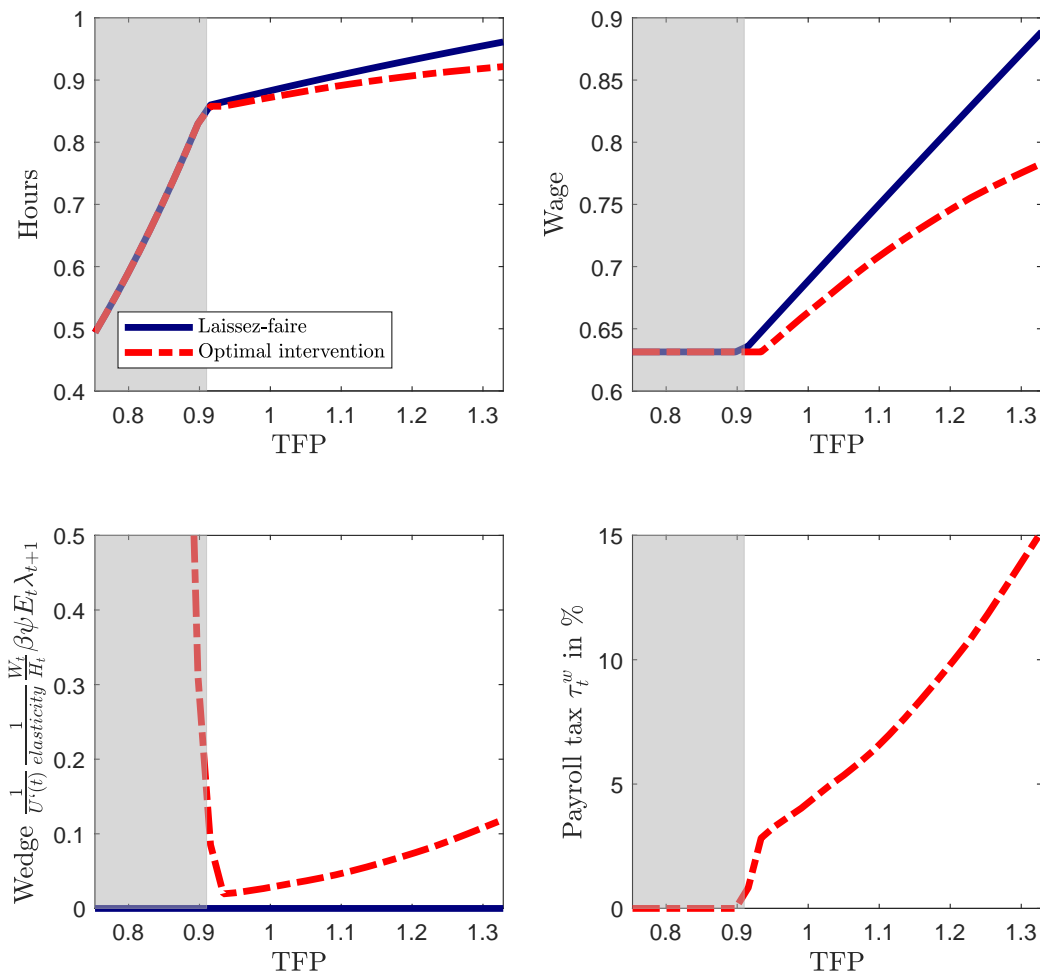 1
0.9
0.8
0.7
0.6
0.5
0.4
Hours
0.8 0.9 1 1.1 1.2 1.3
TFP
Laissez-faire
Optimal intervention
0.9
0.85
0.8
0.75
0.7
0.65
0.6
Wage
0.8 0.9 1 1.1 1.2 1.3
TFP
0.5
0.4
0.3
0.2
0.1
0
Wedge \frac{1}{U‘(t)} \frac{1}{elasticity} \frac{W_t}{H_t} βψE_tλ_{t+1}
0.8 0.9 1 1.1 1.2 1.3
TFP
15
10
5
0
Payroll tax τ_t^w in %
0.8 0.9 1 1.1 1.2 1.3
TFP